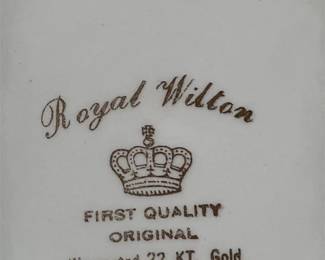 Royal Wilton
FIRST QUALITY
ORIGINAL
22 KT. Gold